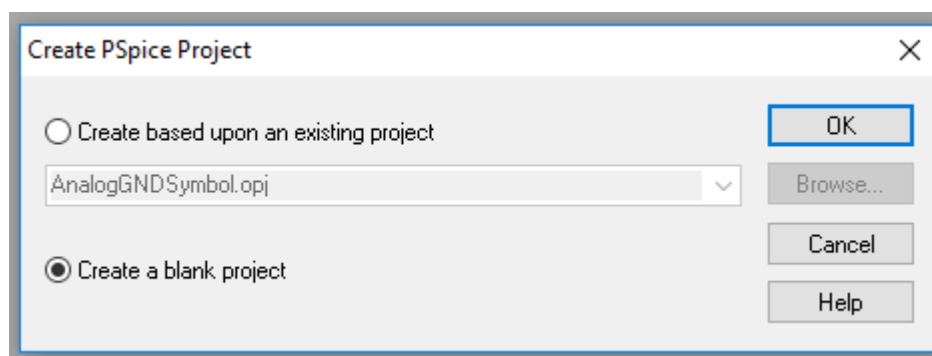 Create PSpice Project
Create based upon an existing project
OK
AnalogGNDSymbol.opj
Browse...
Cancel
Create a blank project
Help